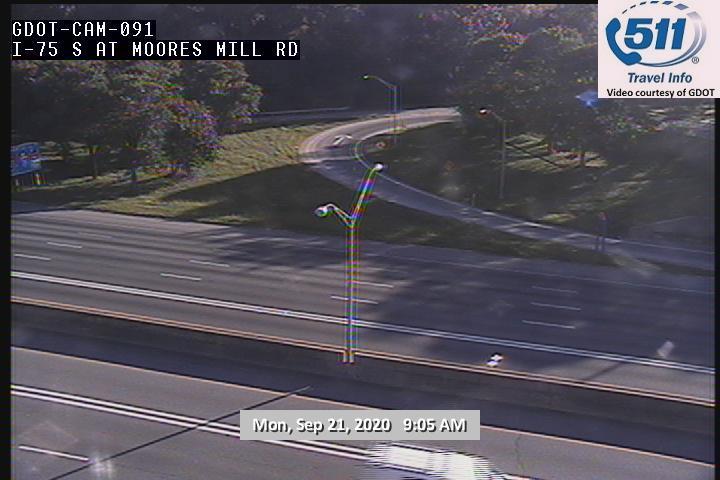 GDOT-CAM-091
I-75 S AT MOORES MILL RD
511
Travel Info
Video courtesy of GDOT
Mon, Sep 21, 2020 9:05 AM